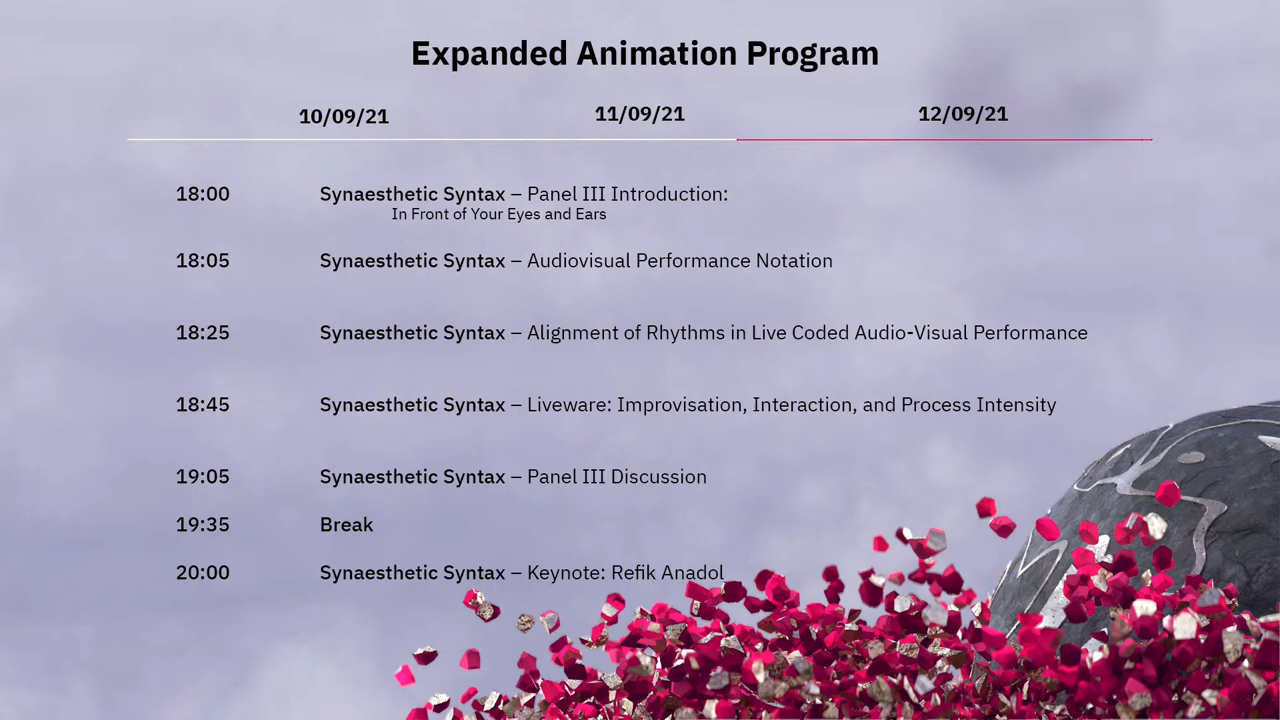 Expanded Animation Program
10/09/21 11/09/21 12/09/21
18:00 Synaesthetic Syntax – Panel III Introduction:
In Front of Your Eyes and Ears
18:05 Synaesthetic Syntax – Audiovisual Performance Notation
18:25 Synaesthetic Syntax – Alignment of Rhythms in Live Coded Audio-Visual Performance
18:45 Synaesthetic Syntax – Liveware: Improvisation, Interaction, and Process Intensity
19:05 Synaesthetic Syntax – Panel III Discussion
19:35 Break
20:00 Synaesthetic Syntax – Keynote: Refik Anadol